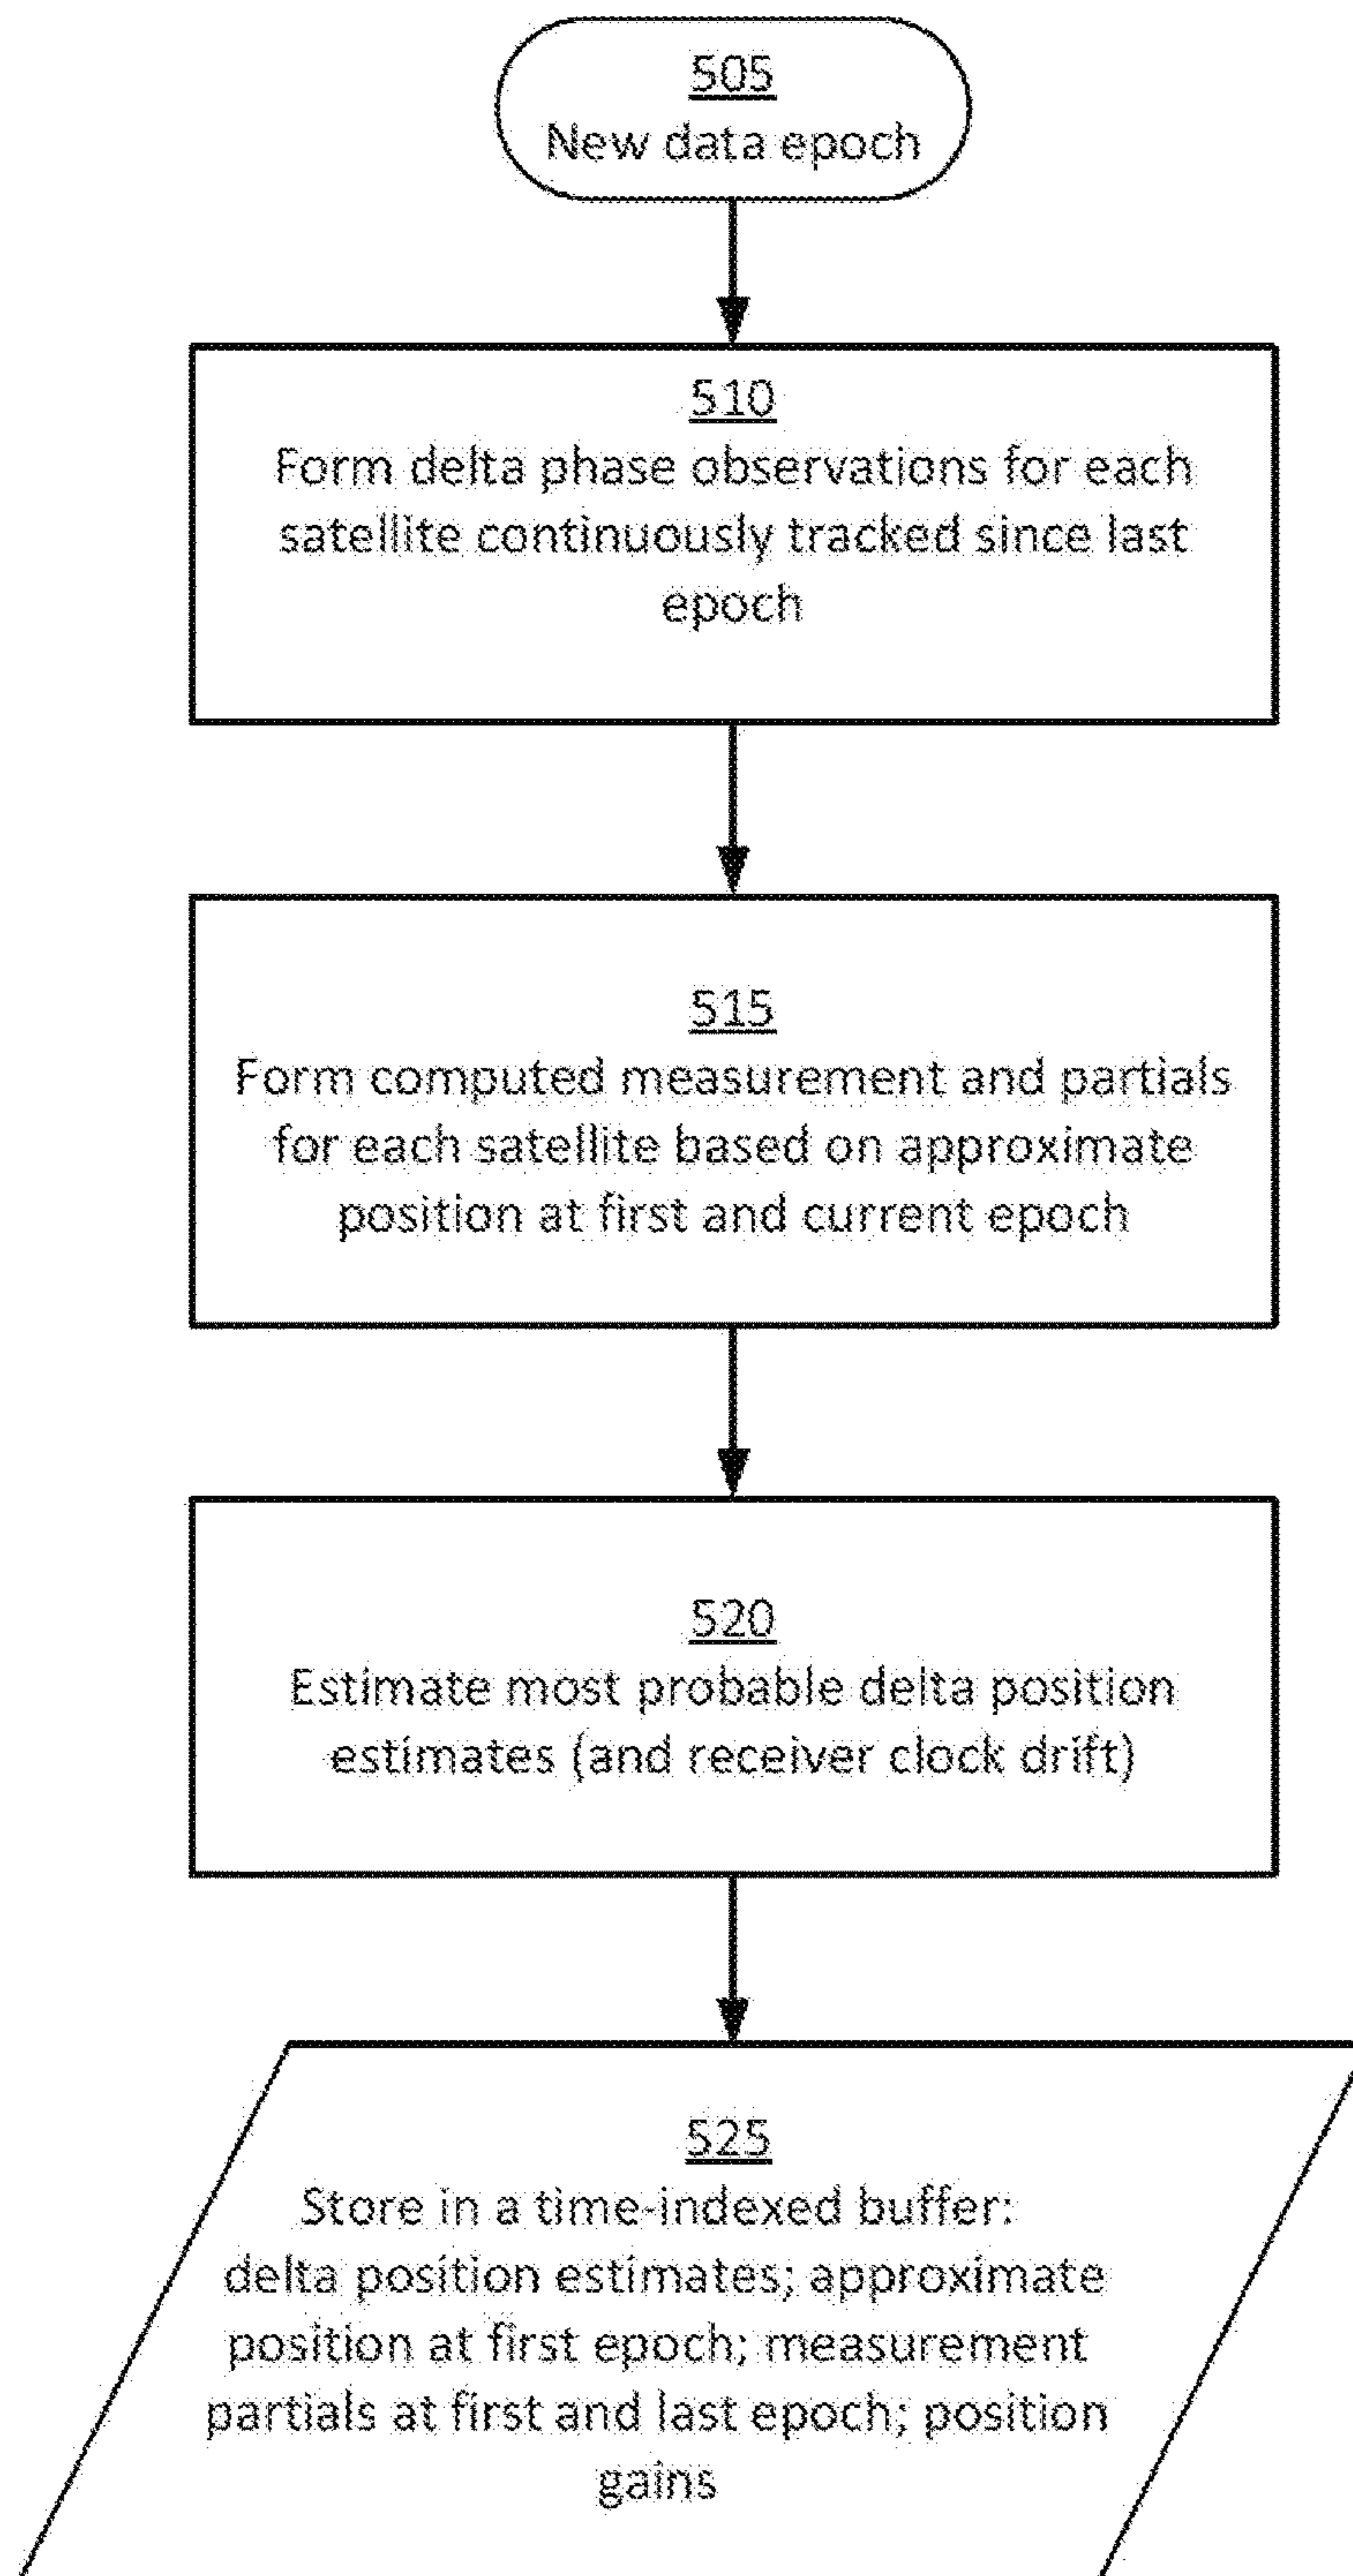 505
New data epoch
510
Form delta phase observations for each
satellite continuously tracked since last
epoch
515
Form computed measurement and partials
for each satellite based on approximate
position at first and current epoch
520
Estimate most probable delta position
estimates (and receiver clock drift)
525
Store in a time-indexed buffer:
delta position estimates; approximate
position at first epoch; measurement
partials at first and last epoch; position
gains